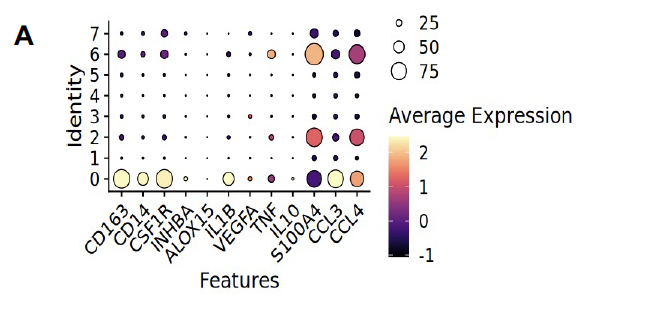 A
7
6
5
4
3
2
1
0
Identity
CD163
CD14
CSF1R
INHBA
ALOX15
IL1B
VEGFA
TNF
IL10
S100A4
CCL3
CCL4
Features
25
50
75
Average Expression
2
1
0
-1